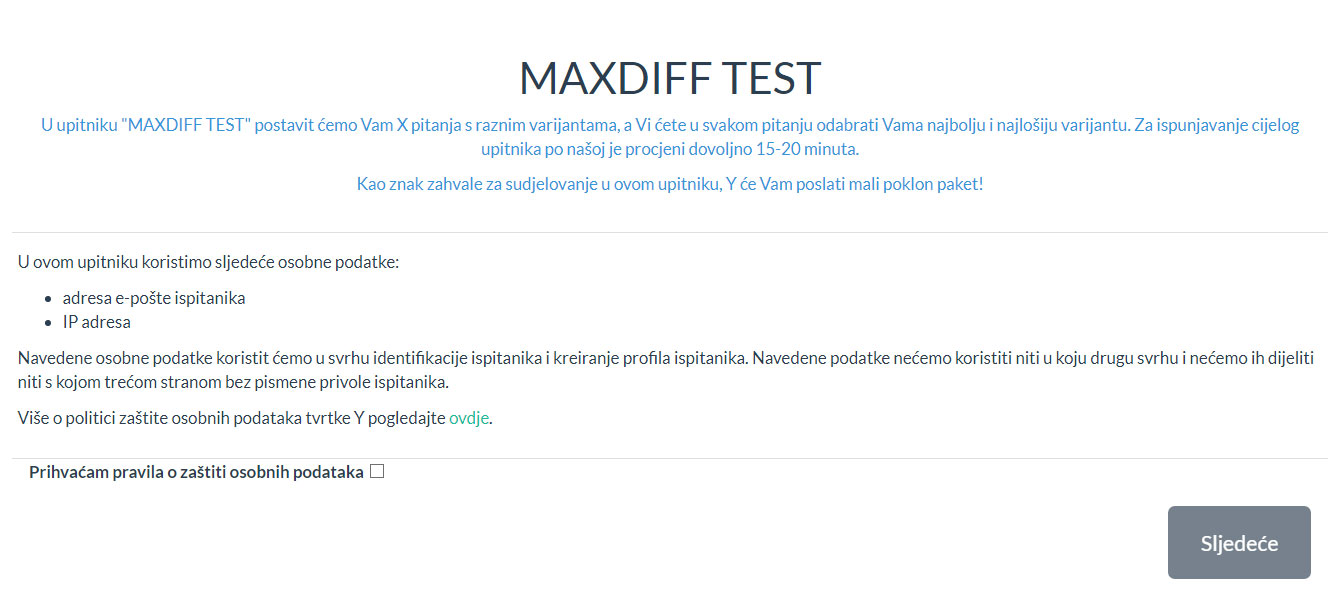 MAXDIFF TEST
U upitniku "MAXDIFF TEST" postavit ćemo Vam X pitanja s raznim varijantama, a Vi ćete u svakom pitanju odabrati Vama najbolju i najlošiju varijantu. Za ispunjavanje cijelog
upitnika po našoj je procjeni dovoljno 15-20 minuta.
Kao znak zahvale za sudjelovanje u ovom upitniku, Y će Vam poslati mali poklon paket!
U ovom upitniku koristimo sljedeće osobne podatke:
• adresa e-pošte ispitanika
• IP adresa
Navedene osobne podatke koristit ćemo u svrhu identifikacije ispitanika i kreiranje profila ispitanika. Navedene podatke nećemo koristiti niti u koju drugu svrhu i nećemo ih dijeliti
niti s kojom trećom stranom bez pismene privole ispitanika.
Više o politici zaštite osobnih podataka tvrtke Y pogledajte ovdje.
Prihvaćam pravila o zaštiti osobnih podataka
Sljedeće